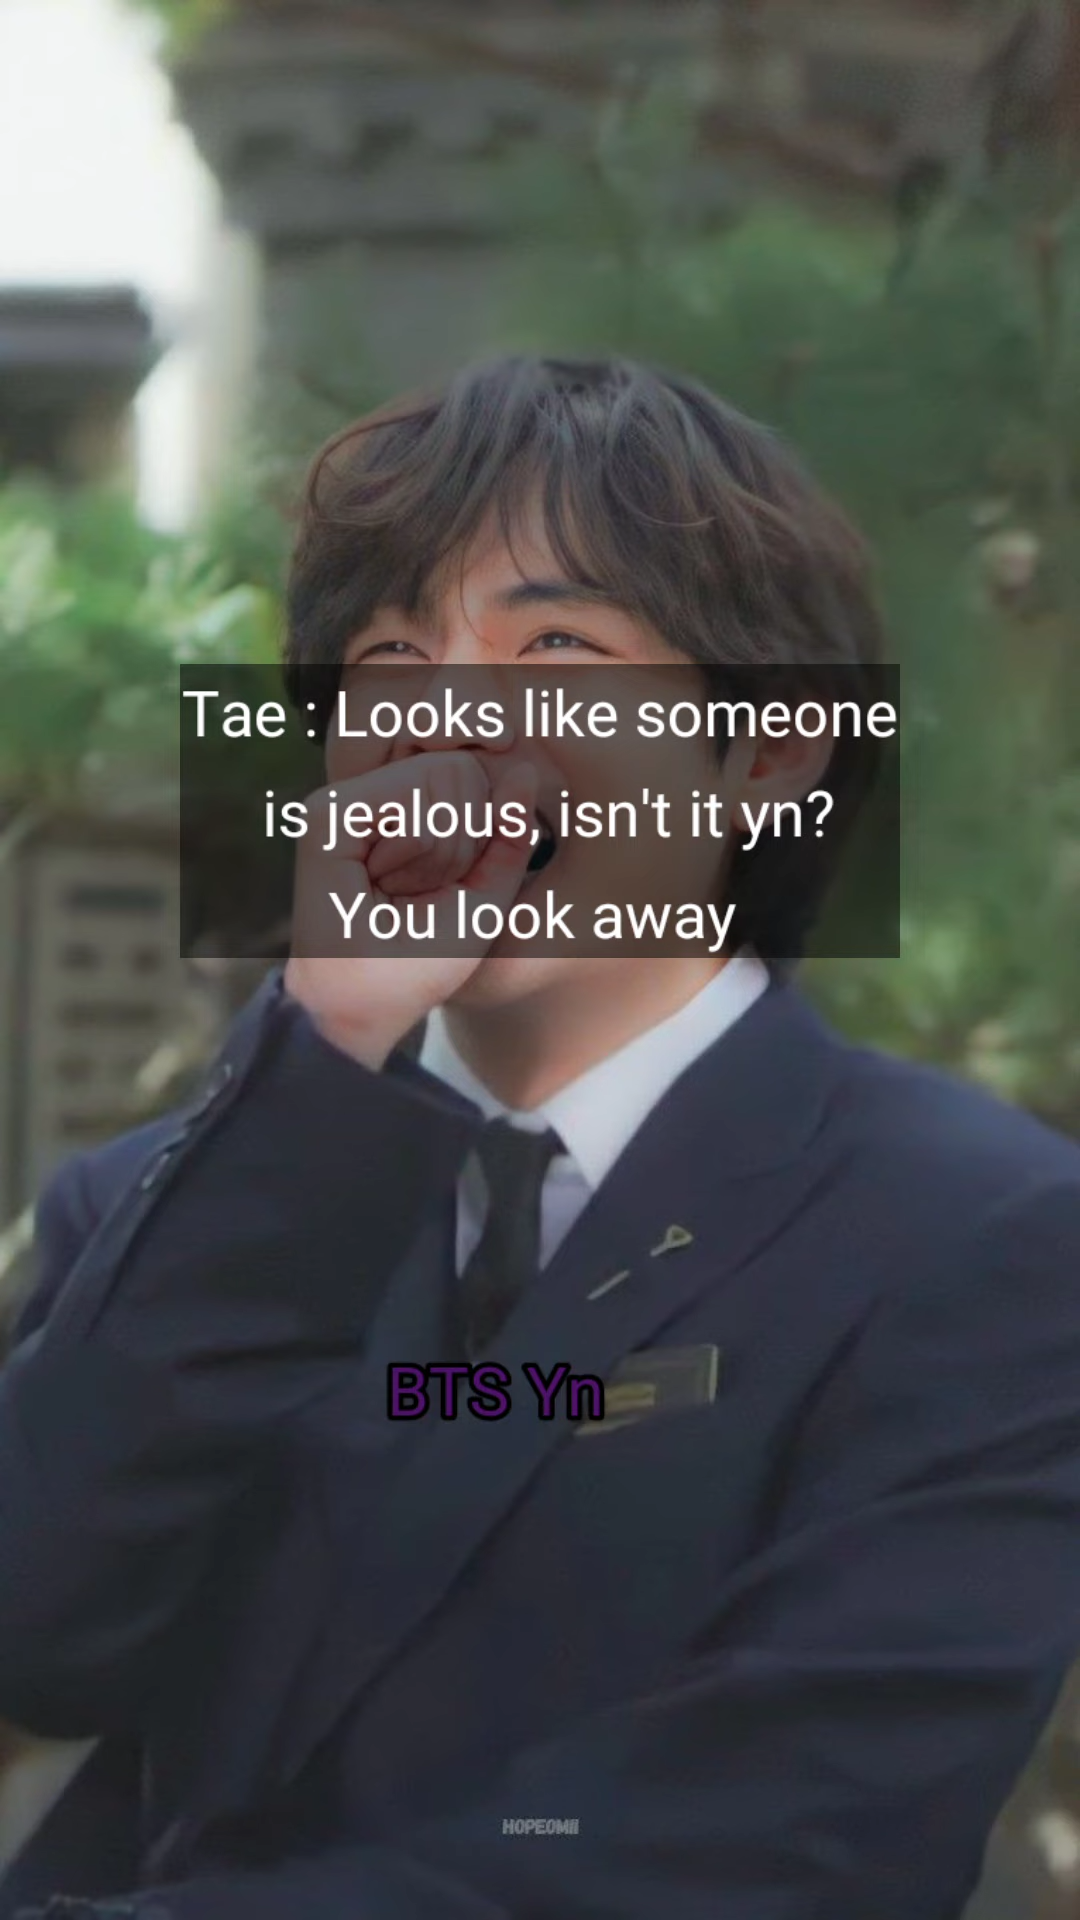 Tae : Looks like someone
is jealous, isn't it yn?
You look away
BTS Yn
HOPEOMII